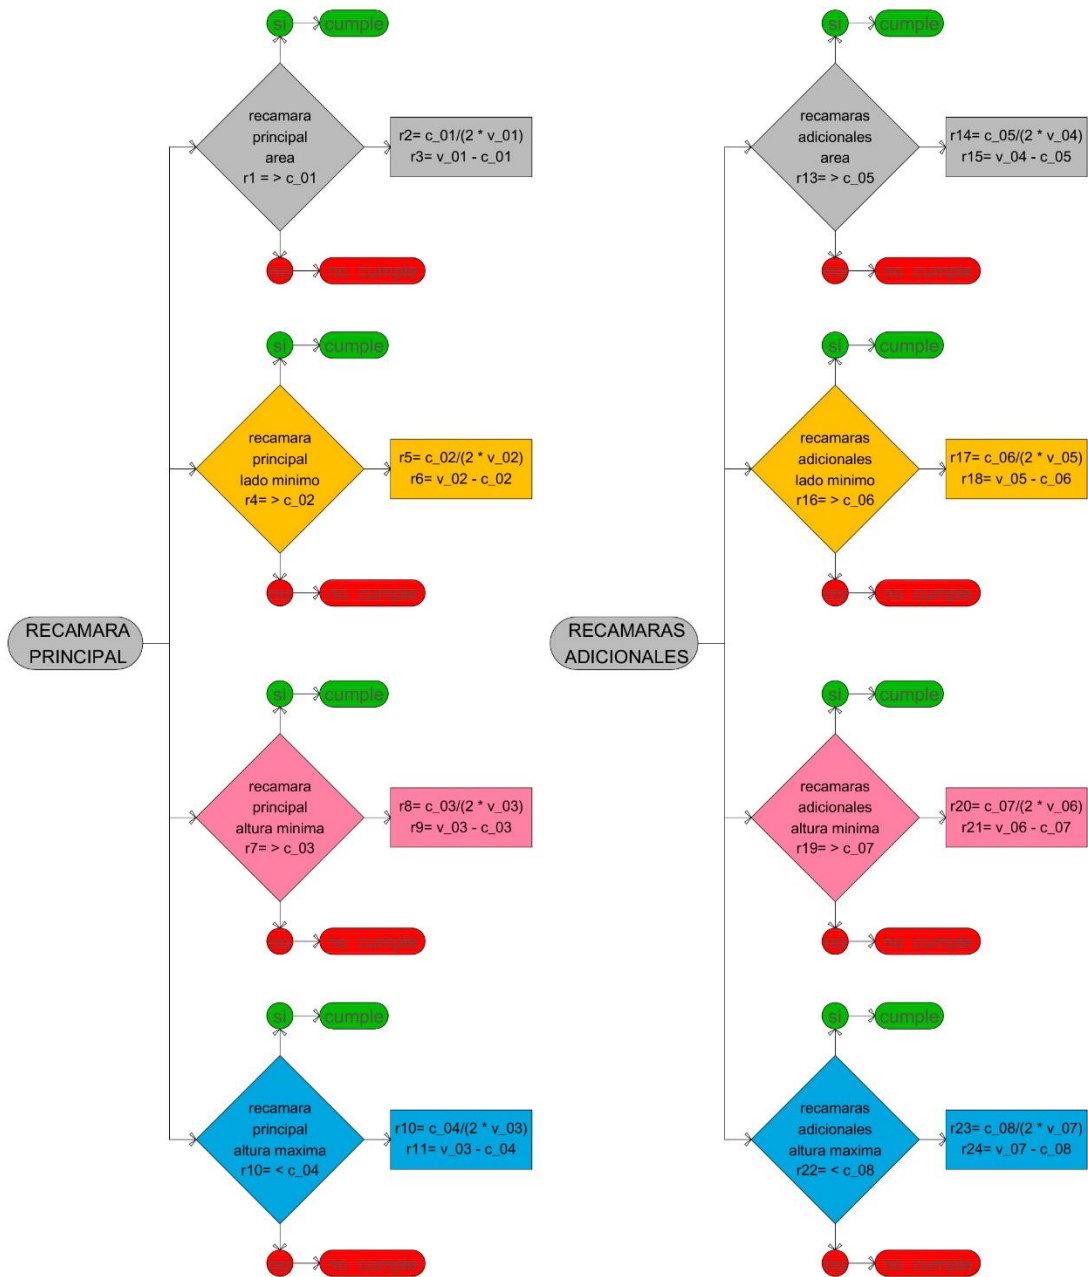 si
cumple
recamara
principal
area
r1 = > c_01
r2= c_01/(2 * v_01)
r3= v_01 - c_01
no
no cumple
si
cumple
recamara
principal
lado minimo
r4= > c_02
r5= c_02/(2 * v_02)
r6= v_02 - c_02
no
no cumple
RECAMARA
PRINCIPAL
si
cumple
recamara
principal
altura minima
r7= > c_03
r8= c_03/(2 * v_03)
r9= v_03 - c_03
no
no cumple
si
cumple
recamara
principal
altura maxima
r10= < c_04
r10= c_04/(2 * v_03)
r11= v_03 - c_04
no
no cumple
si
cumple
recamaras
adicionales
area
r13= > c_05
r14= c_05/(2 * v_04)
r15= v_04 - c_05
no
no cumple
si
cumple
recamaras
adicionales
lado minimo
r16= > c_06
r17= c_06/(2 * v_05)
r18= v_05 - c_06
no
no cumple
RECAMARAS
ADICIONALES
si
cumple
recamaras
adicionales
altura minima
r19= > c_07
r20= c_07/(2 * v_06)
r21= v_06 - c_07
no
no cumple
si
cumple
recamaras
adicionales
altura maxima
r22= < c_08
r23= c_08/(2 * v_07)
r24= v_07 - c_08
no
no cumple